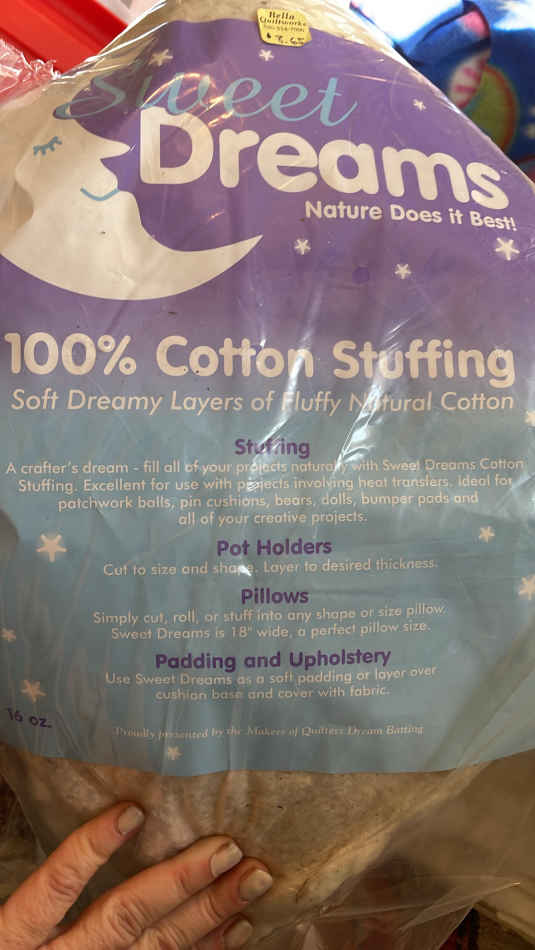 Bella
Quiltworks
$ 8.65
Sweet
Dreams
Nature Does it Best!
100% Cotton Stuffing
Soft Dreamy Layers of Fluffy Natural Cotton
Stuffing
A crafter's dream - fill all of your projects naturally with Sweet Dreams Cotton
Stuffing. Excellent for use with projects involving heat transfers. Ideal for
patchwork balls, pin cushions, bears, dolls, bumper pads and
all of your creative projects.
Pot Holders
Cut to size and shape. Layer to desired thickness.
Pillows
Simply cut, roll, or stuff into any shape or size pillow.
Sweet Dreams is 18" wide, a perfect pillow size.
Padding and Upholstery
Use Sweet Dreams as a soft padding or layer over
cushion base and cover with fabric.
16 oz.
Proudly presented by the Makers of Quilters Dream Batting